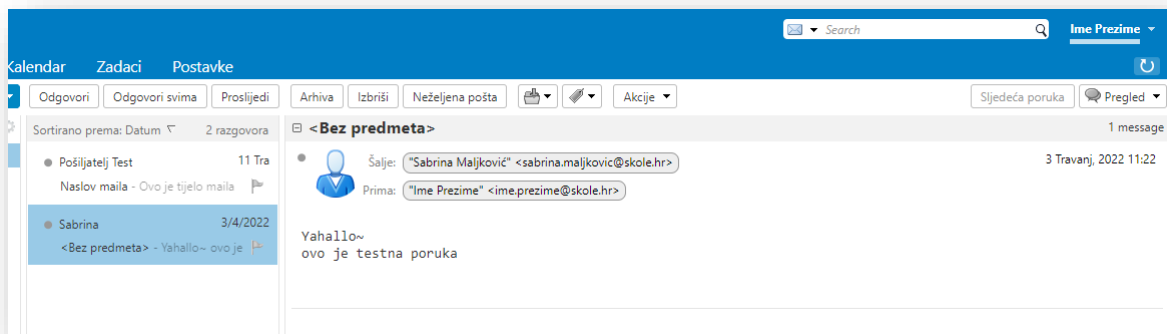 Search
Ime Prezime
Kalendar Zadaci Postavke
Odgovori Odgovori svima Proslijedi Arhiva Izbriši Neželjena pošta Akcije Sljedeća poruka Pregled
Sortirano prema: Datum 2 razgovora
Pošiljatelj Test 11 Tra
Naslov maila - Ovo je tijelo maila
Sabrina 3/4/2022
<Bez predmeta> - Yahallo~ ovo je
<Bez predmeta> 1 message
Šalje: "Sabrina Maljković" <sabrina.maljkovic@skole.hr> 3 Travanj, 2022 11:22
Prima: "Ime Prezime" <ime.prezime@skole.hr>
Yahallo~
ovo je testna poruka